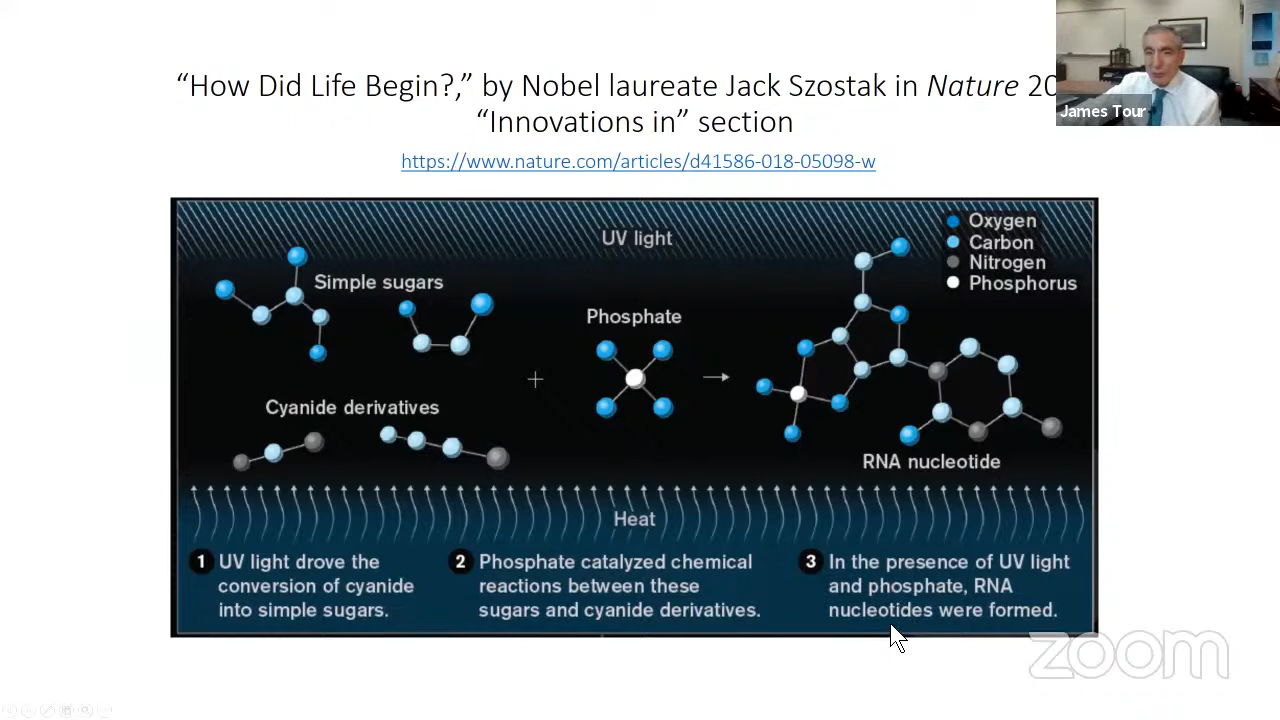 “How Did Life Begin?,” by Nobel laureate Jack Szostak in Nature 20
“Innovations in” section
https://www.nature.com/articles/d41586-018-05098-w
James Tour
UV light
Oxygen
Carbon
Nitrogen
Phosphorus
Simple sugars
Phosphate
+
→
Cyanide derivatives
RNA nucleotide
Heat
1 UV light drove the
conversion of cyanide
into simple sugars.
2 Phosphate catalyzed chemical
reactions between these
sugars and cyanide derivatives.
3 In the presence of UV light
and phosphate, RNA
nucleotides were formed.
zoom